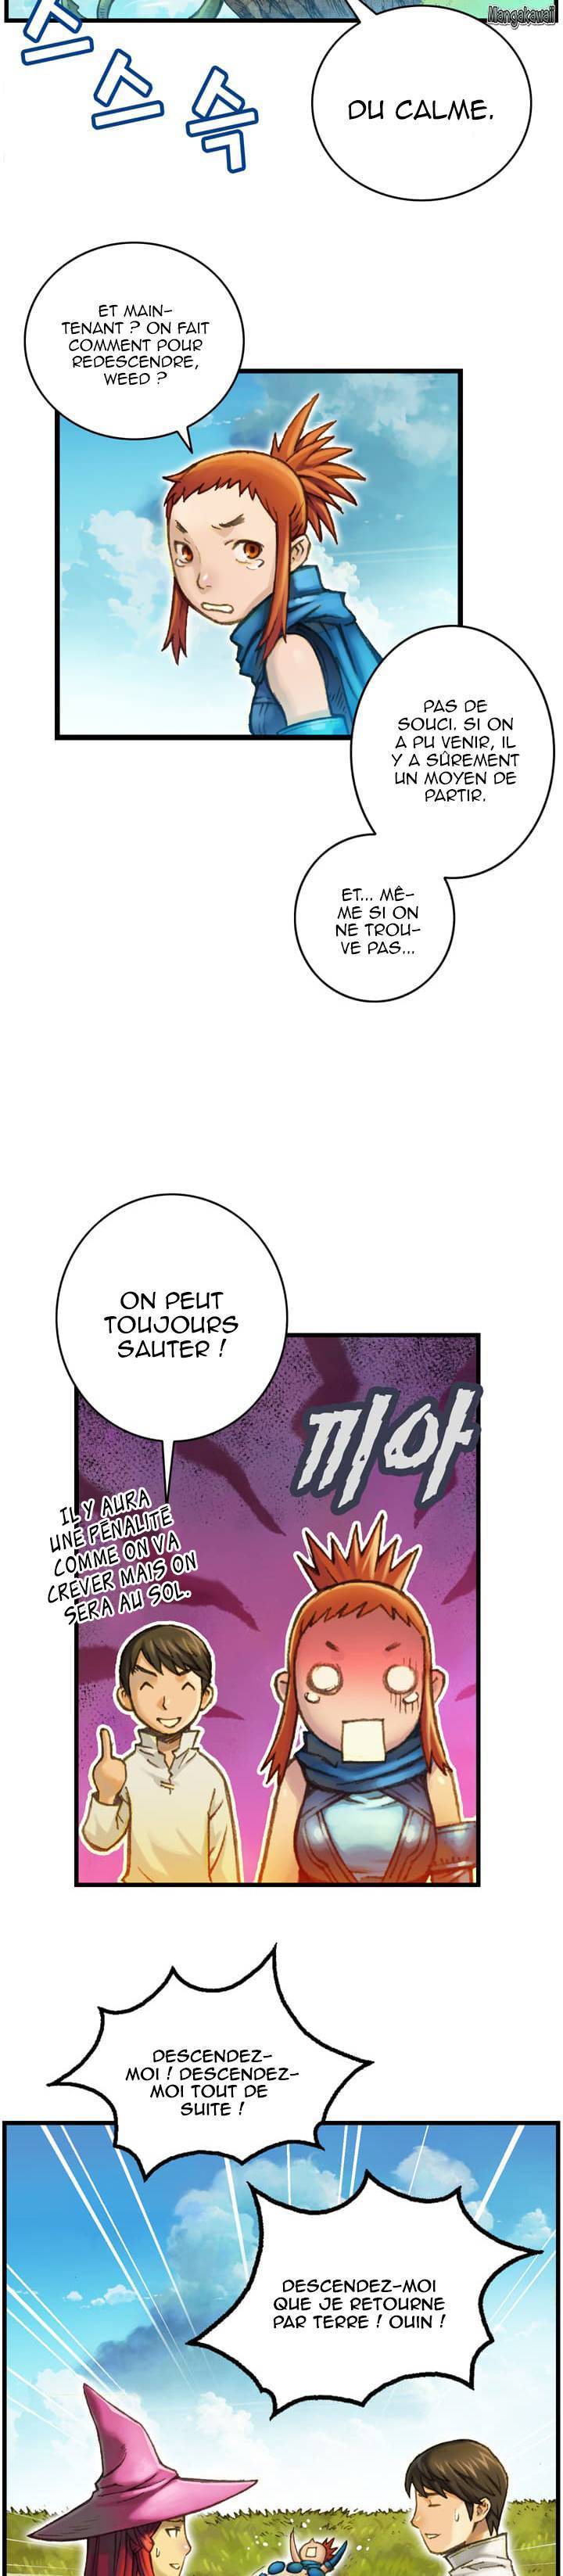 Mangakawaii
스스슥
DU CALME.
ET MAIN-
TENANT ? ON FAIT
COMMENT POUR
REDESCENDRE,
WEED ?
PAS DE
SOUCI. SI ON
A PU VENIR, IL
Y A SÛREMENT
UN MOYEN DE
PARTIR.
ET... MÊ-
ME SI ON
NE TROU-
VE PAS...
ON PEUT
TOUJOURS
SAUTER !
끼아
IL Y AURA
UNE PÉNALITÉ
COMME ON VA
CREVER MAIS ON
SERA AU SOL.
DESCENDEZ-
MOI ! DESCENDEZ-
MOI TOUT DE
SUITE !
DESCENDEZ-MOI
QUE JE RETOURNE
PAR TERRE ! OUIN !